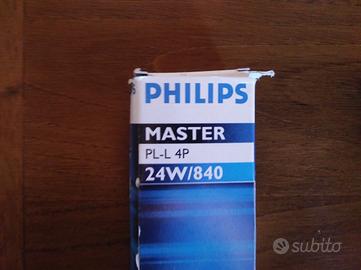 PHILIPS
MASTER
PL-L 4P
24W/840
subito